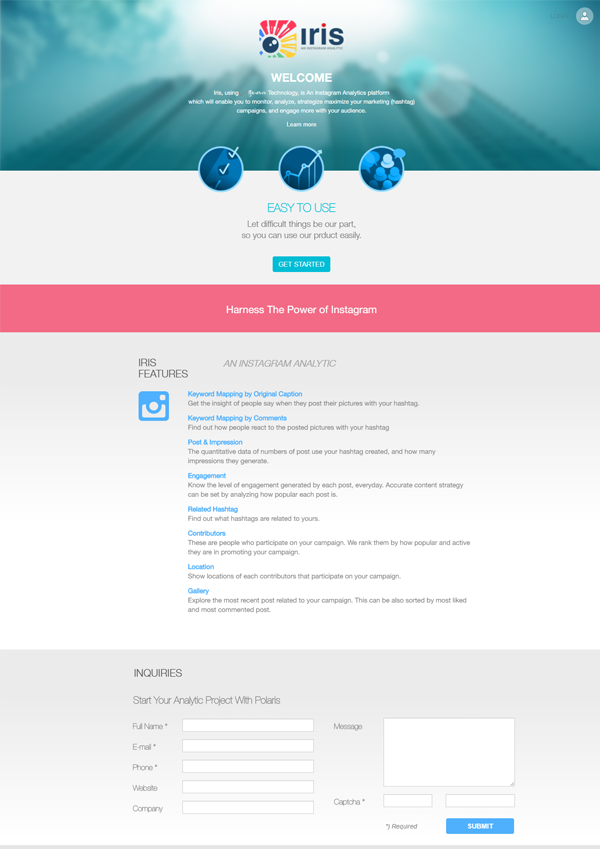 iris
AN INSTAGRAM ANALYTIC
WELCOME
Iris, using Technology, is An Instagram Analytics platform
which will enable you to monitor, analyze, strategize maximize your marketing (hashtag)
campaigns, and engage more with your audience.
Learn more
EASY TO USE
Let difficult things be our part,
so you can use our prduct easily.
GET STARTED
Harness The Power of Instagram
IRIS
FEATURES
AN INSTAGRAM ANALYTIC
Keyword Mapping by Original Caption
Get the insight of people say when they post their pictures with your hashtag.
Keyword Mapping by Comments
Find out how people react to the posted pictures with your hashtag
Post & Impression
The quantitative data of numbers of post use your hashtag created, and how many
impressions they generate.
Engagement
Know the level of engagement generated by each post, everyday. Accurate content strategy
can be set by analyzing how popular each post is.
Related Hashtag
Find out what hashtags are related to yours.
Contributors
These are people who participate on your campaign. We rank them by how popular and active
they are in promoting your campaign.
Location
Show locations of each contributors that participate on your campaign.
Gallery
Explore the most recent post related to your campaign. This can be also sorted by most liked
and most commented post.
INQUIRIES
Start Your Analytic Project With Polaris
Full Name *
E-mail *
Phone *
Website
Company
Message
Captcha *
*) Required
SUBMIT